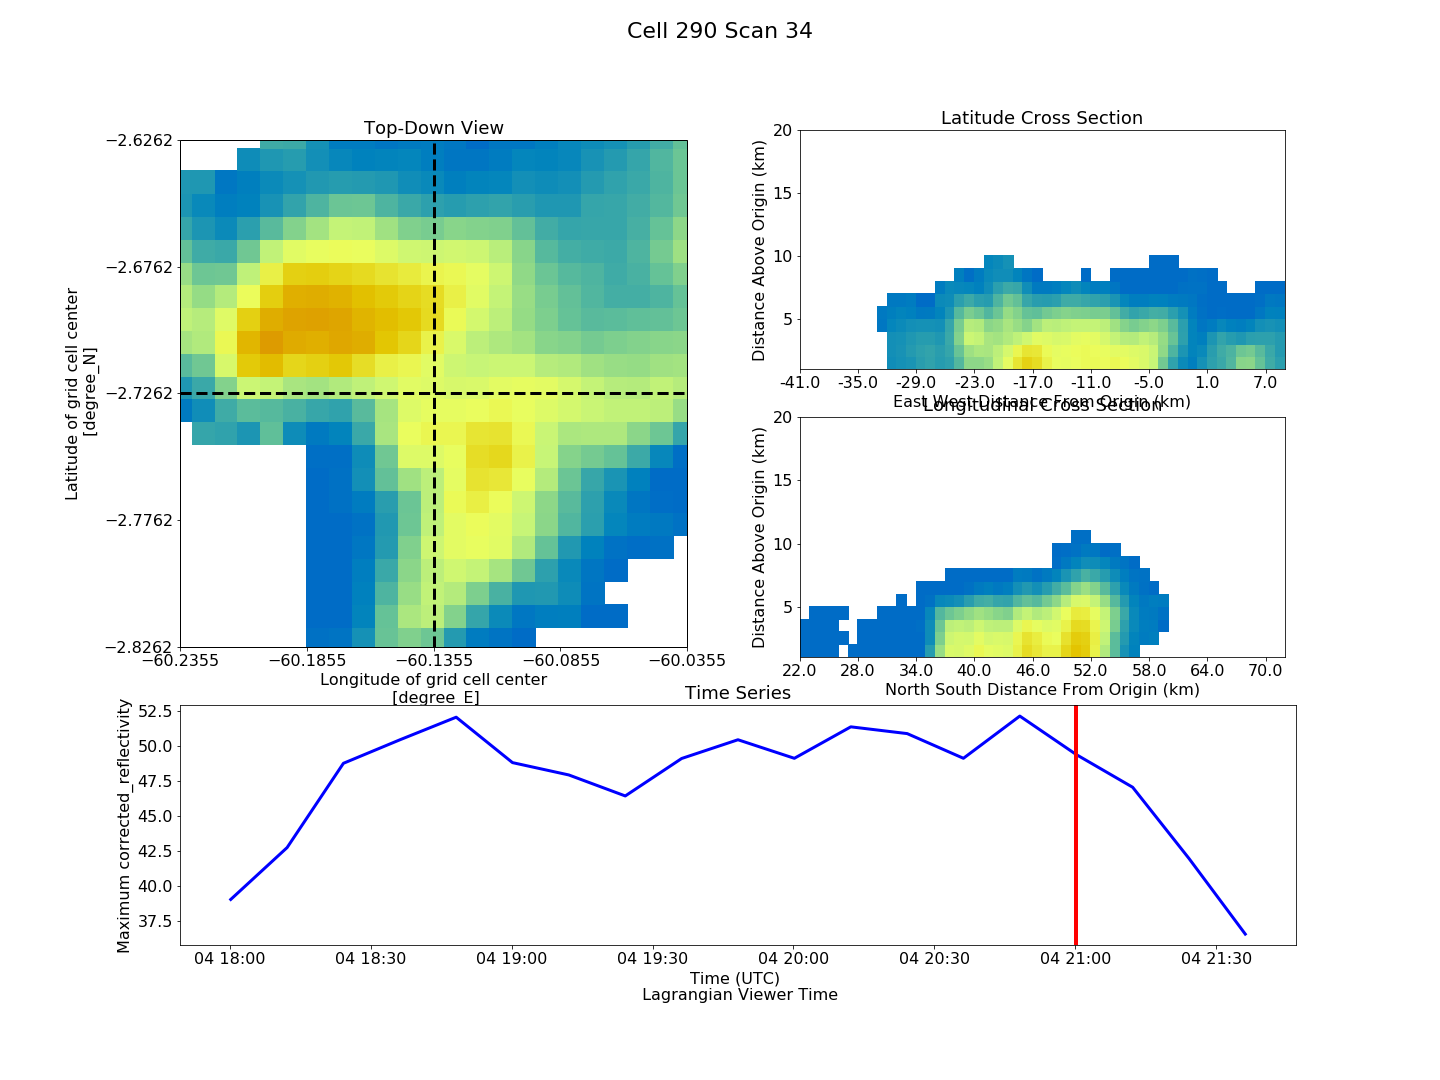 Cell 290 Scan 34
Top-Down View
−2.6262
−2.6762
−2.7262
−2.7762
−2.8262
Latitude of grid cell center
[degree_N]
−60.2355 −60.1855 −60.1355 −60.0855 −60.0355
Longitude of grid cell center
[degree_E]
Latitude Cross Section
20
15
10
5
Distance Above Origin (km)
-41.0 -35.0 -29.0 -23.0 -17.0 -11.0 -5.0 1.0 7.0
East West Distance From Origin (km)
Longitudinal Cross Section
20
15
10
5
Distance Above Origin (km)
22.0 28.0 34.0 40.0 46.0 52.0 58.0 64.0 70.0
North South Distance From Origin (km)
Time Series
52.5
50.0
47.5
45.0
42.5
40.0
37.5
Maximum corrected_reflectivity
04 18:00 04 18:30 04 19:00 04 19:30 04 20:00 04 20:30 04 21:00 04 21:30
Time (UTC)
Lagrangian Viewer Time